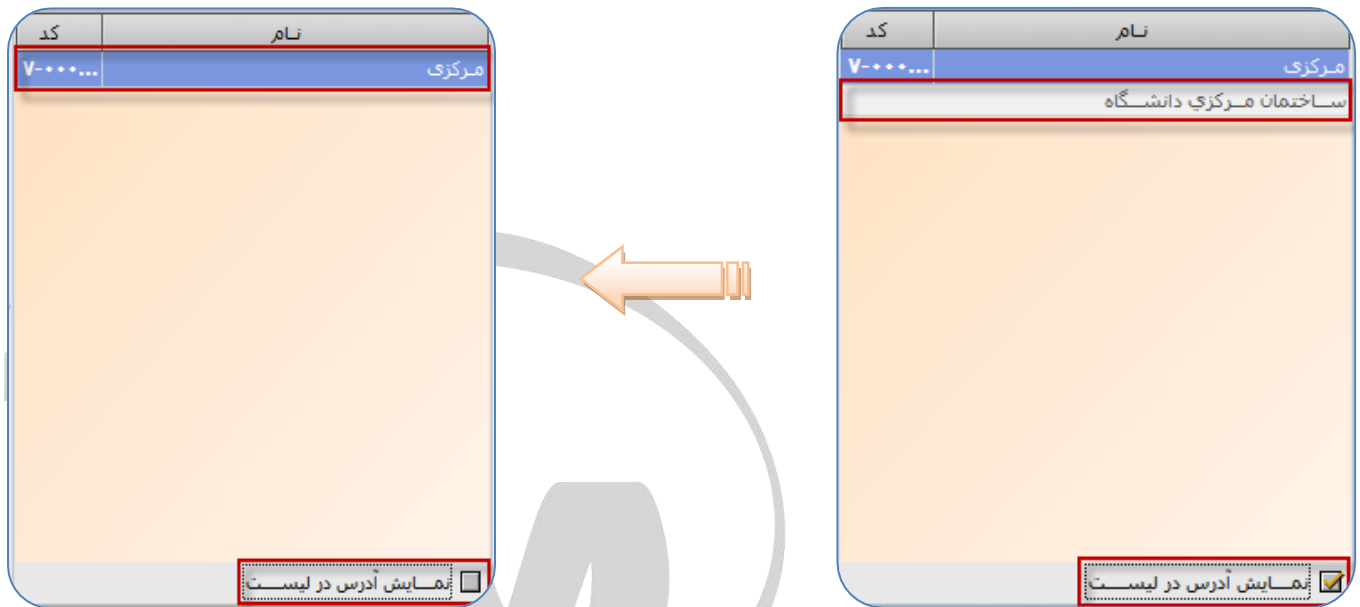 نام کد
مرکزی ...۷-۰۰۰
ساختمان مرکزي دانشگاه
نمایش آدرس در لیست
نام کد
مرکزی ...۷-۰۰۰
نمایش آدرس در لیست